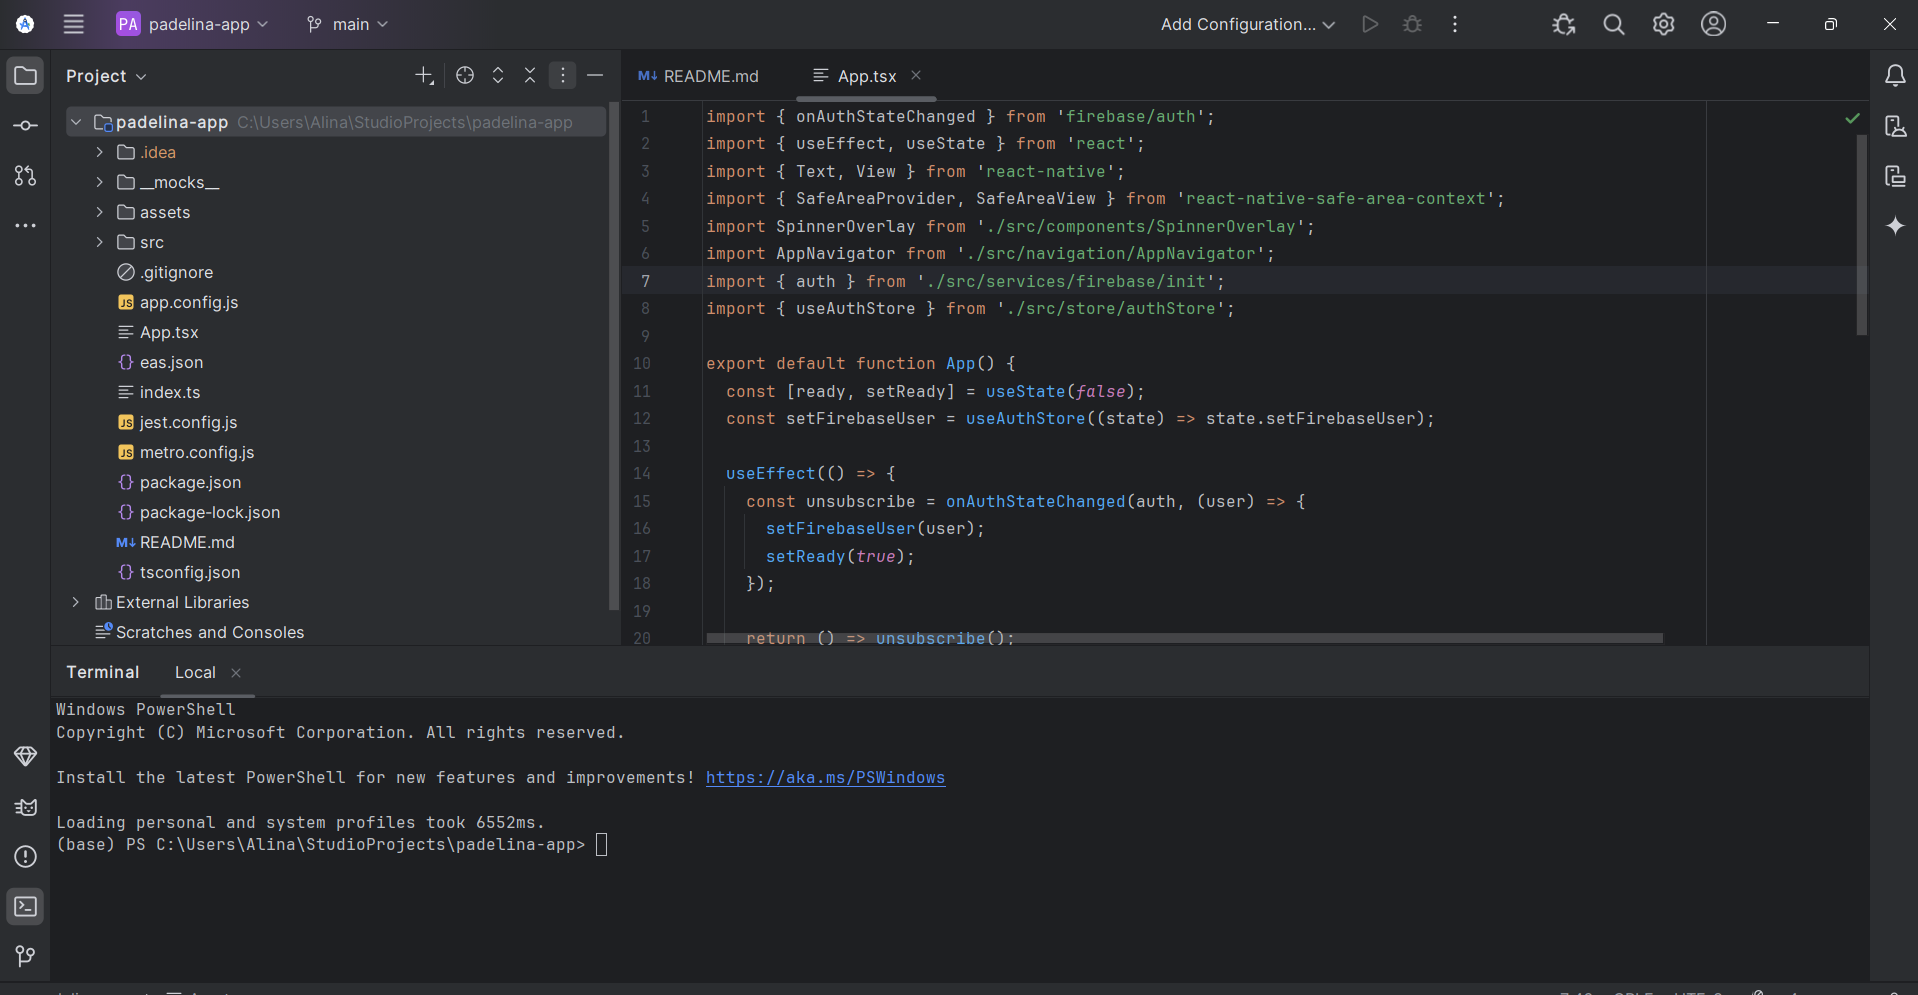 PA padelina-app main Add Configuration...
Project
padelina-app C:\Users\Alina\StudioProjects\padelina-app
.idea
__mocks__
assets
src
.gitignore
JS app.config.js
App.tsx
{} eas.json
index.ts
JS jest.config.js
JS metro.config.js
{} package.json
{} package-lock.json
M↓ README.md
{} tsconfig.json
External Libraries
Scratches and Consoles
M↓ README.md App.tsx
1 import { onAuthStateChanged } from 'firebase/auth';
2 import { useEffect, useState } from 'react';
3 import { Text, View } from 'react-native';
4 import { SafeAreaProvider, SafeAreaView } from 'react-native-safe-area-context';
5 import SpinnerOverlay from './src/components/SpinnerOverlay';
6 import AppNavigator from './src/navigation/AppNavigator';
7 import { auth } from './src/services/firebase/init';
8 import { useAuthStore } from './src/store/authStore';
9
10 export default function App() {
11 const [ready, setReady] = useState(false);
12 const setFirebaseUser = useAuthStore((state) => state.setFirebaseUser);
13
14 useEffect(() => {
15 const unsubscribe = onAuthStateChanged(auth, (user) => {
16 setFirebaseUser(user);
17 setReady(true);
18 });
19
20 return () => unsubscribe();
Terminal Local
Windows PowerShell
Copyright (C) Microsoft Corporation. All rights reserved.
Install the latest PowerShell for new features and improvements! https://aka.ms/PSWindows
Loading personal and system profiles took 6552ms.
(base) PS C:\Users\Alina\StudioProjects\padelina-app>